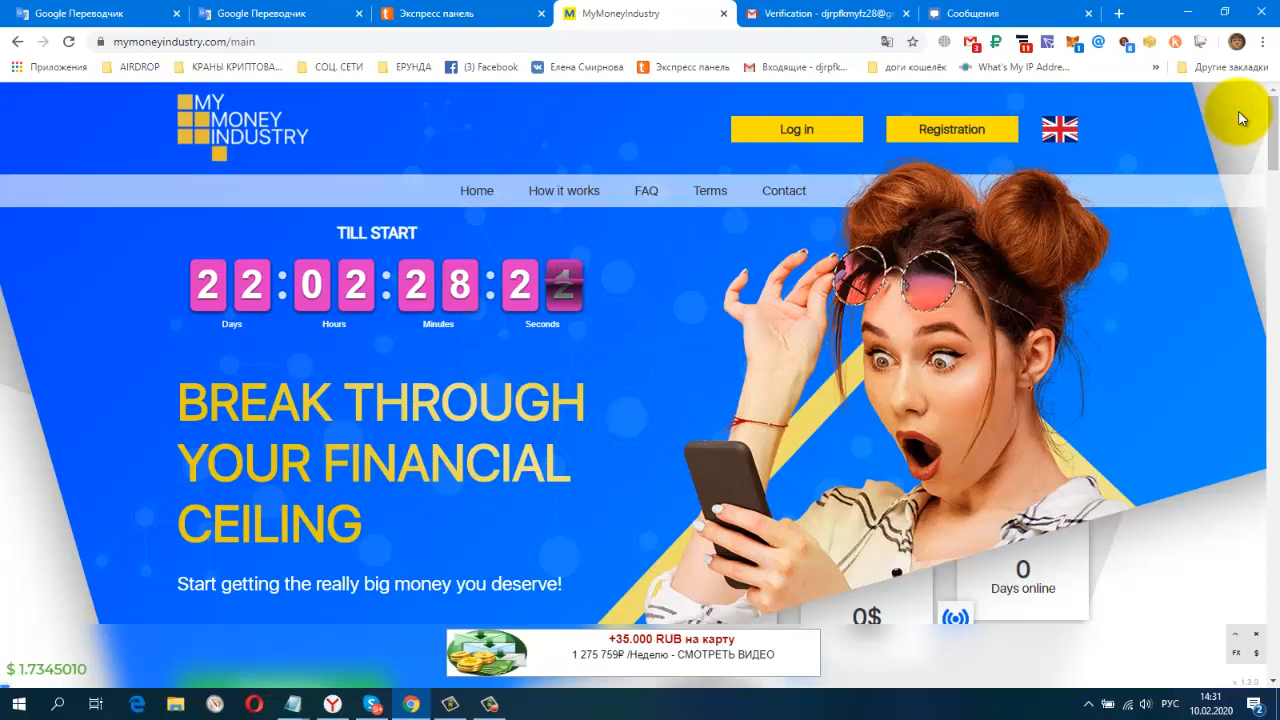 Google Переводчик
Google Переводчик
Экспресс панель
MyMoneyIndustry
Verification - djrpfkmyfz28@gr
Сообщения
mymoneyindustry.com/main
Приложения
AIRDROP
КРАНЫ КРИПТОВА...
СОЦ. СЕТИ
ЕРУНДА
(3) Facebook
Елена Смирнова
Экспресс панель
Входящие - djrpfk...
доги кошелёк
What's My IP Addre...
»
Другие закладки
MY
MONEY
INDUSTRY
Log in
Registration
Home
How it works
FAQ
Terms
Contact
TILL START
22:02:28:2
Days
Hours
Minutes
Seconds
BREAK THROUGH
YOUR FINANCIAL
CEILING
Start getting the really big money you deserve!
0
Days online
0$
+35.000 RUB на карту
1 275 759₽ /Неделю - СМОТРЕТЬ ВИДЕО
FX $
$ 1.7345010
v. 1.3.0
РУС
14:31
10.02.2020